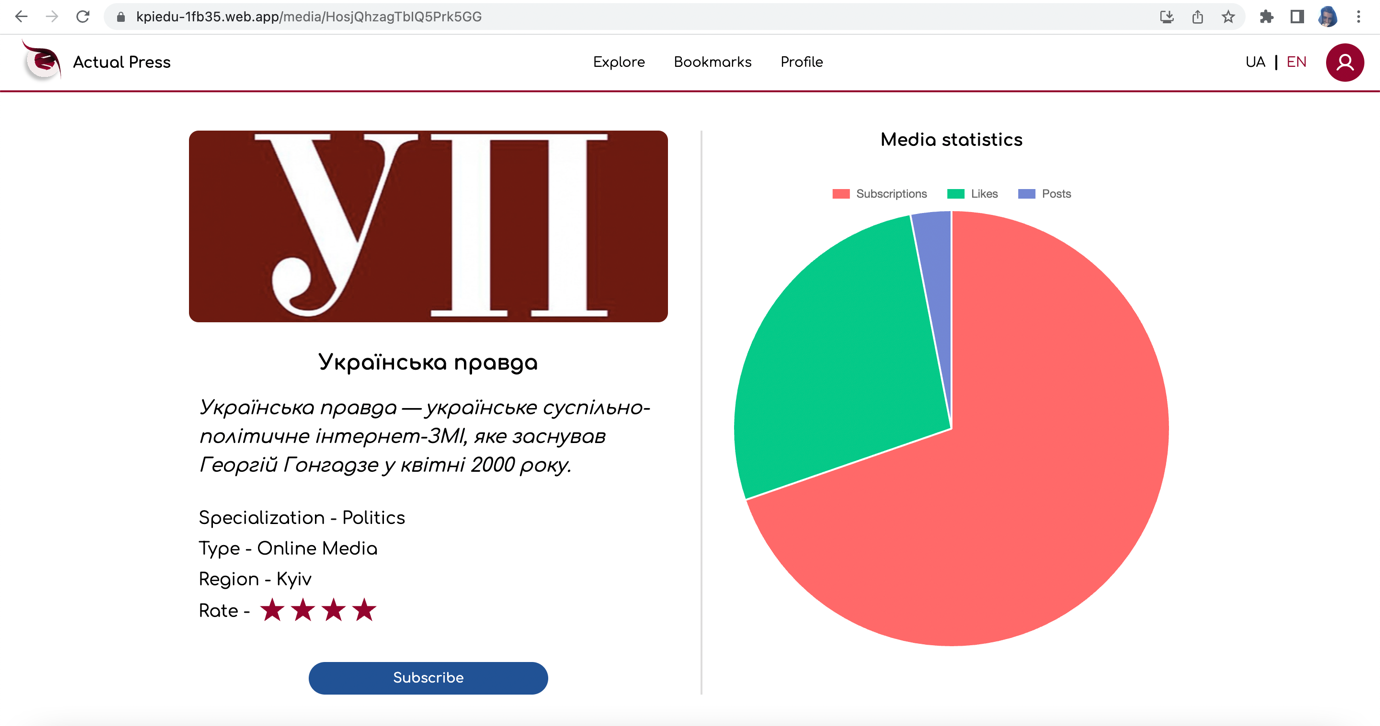 kpiedu-1fb35.web.app/media/HosjQhzagTbIQ5Prk5GG
Actual Press
Explore
Bookmarks
Profile
UA | EN
УП
Українська правда
Українська правда — українське суспільно-
політичне інтернет-ЗМІ, яке заснував
Георгій Гонгадзе у квітні 2000 року.
Specialization - Politics
Type - Online Media
Region - Kyiv
Rate - ★ ★ ★ ★
Subscribe
Media statistics
Subscriptions
Likes
Posts